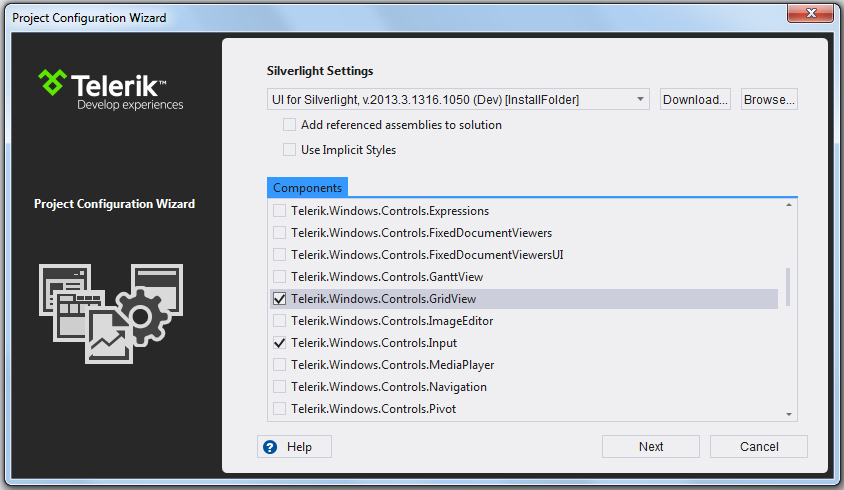 Project Configuration Wizard
Telerik™
Develop experiences
Project Configuration Wizard
Silverlight Settings
UI for Silverlight, v.2013.3.1316.1050 (Dev) [InstallFolder]
Download...
Browse...
Add referenced assemblies to solution
Use Implicit Styles
Components
Telerik.Windows.Controls.Expressions
Telerik.Windows.Controls.FixedDocumentViewers
Telerik.Windows.Controls.FixedDocumentViewersUI
Telerik.Windows.Controls.GanttView
Telerik.Windows.Controls.GridView
Telerik.Windows.Controls.ImageEditor
Telerik.Windows.Controls.Input
Telerik.Windows.Controls.MediaPlayer
Telerik.Windows.Controls.Navigation
Telerik.Windows.Controls.Pivot
? Help
Next
Cancel